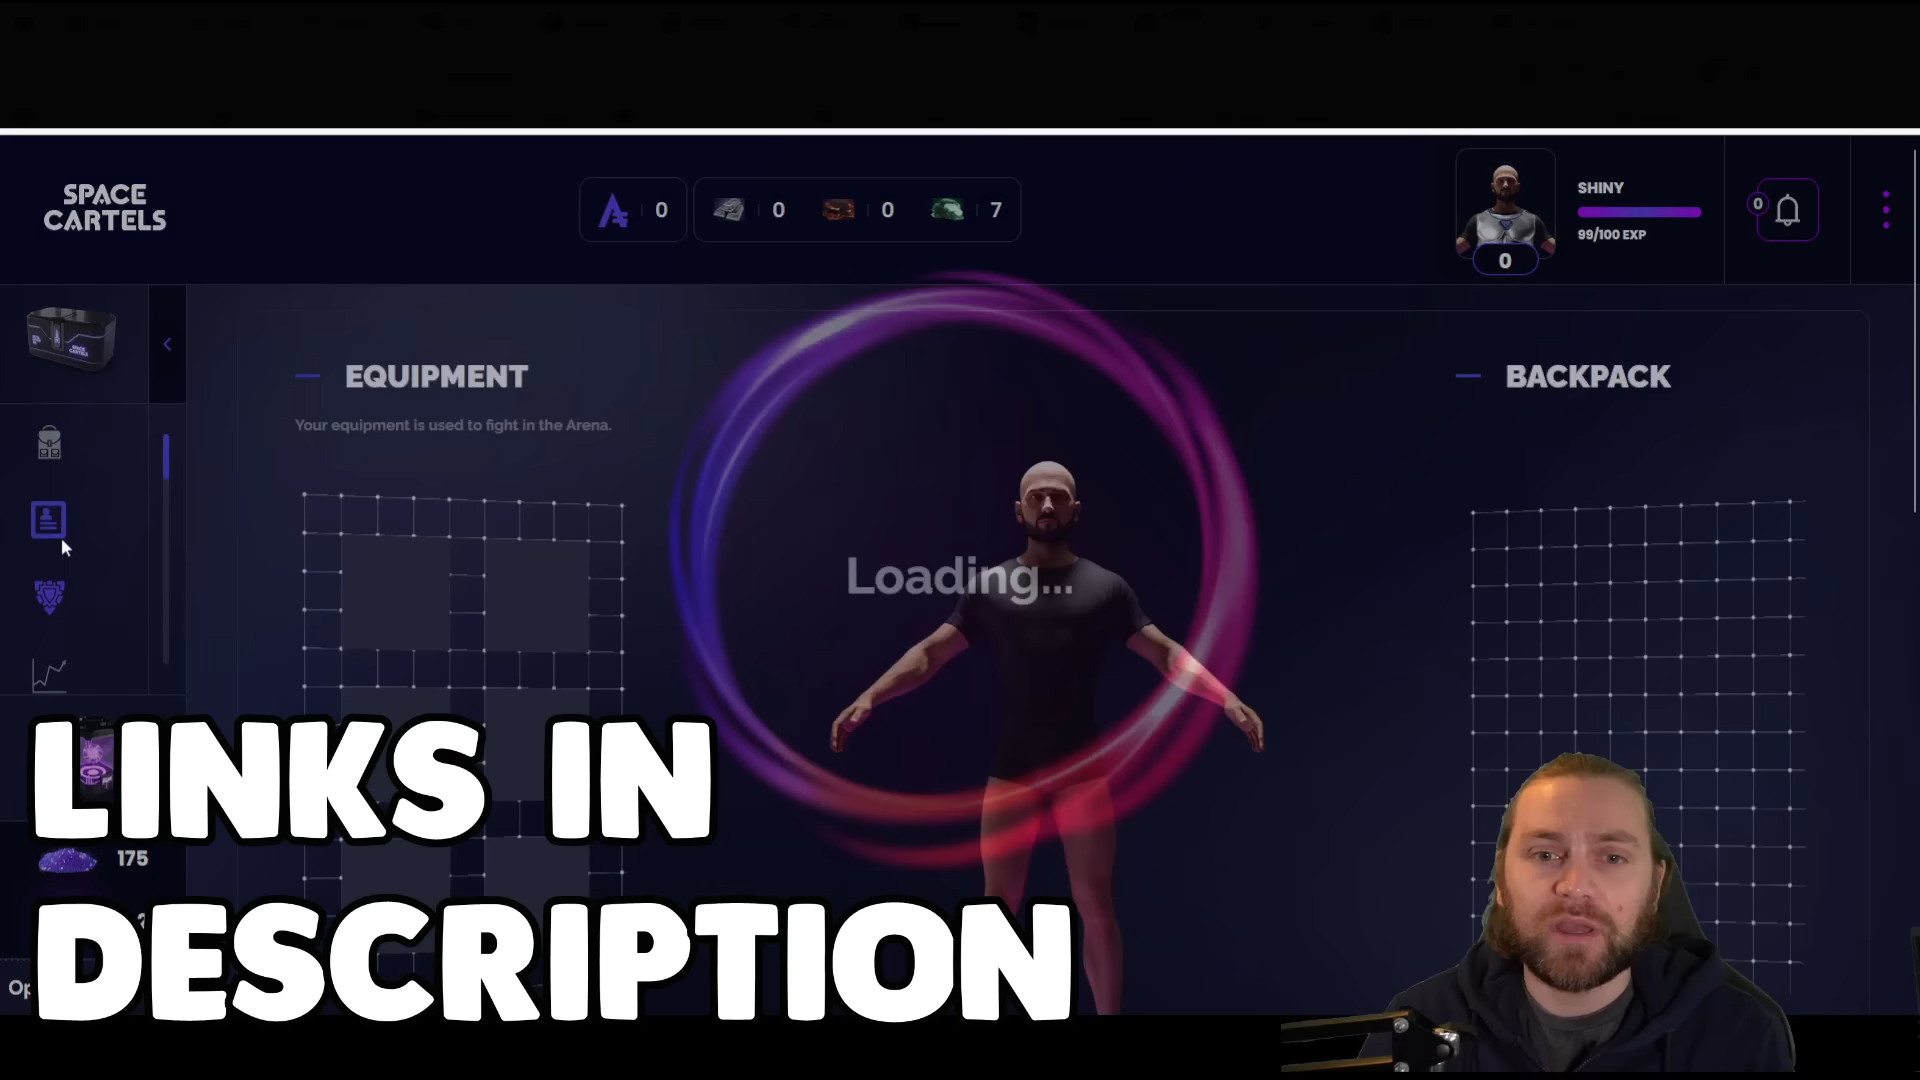 SPACE
CARTELS
0
0
0
7
SHINY
99/100 EXP
0
0
EQUIPMENT
Your equipment is used to fight in the Arena.
BACKPACK
Loading...
175
LINKS IN
DESCRIPTION